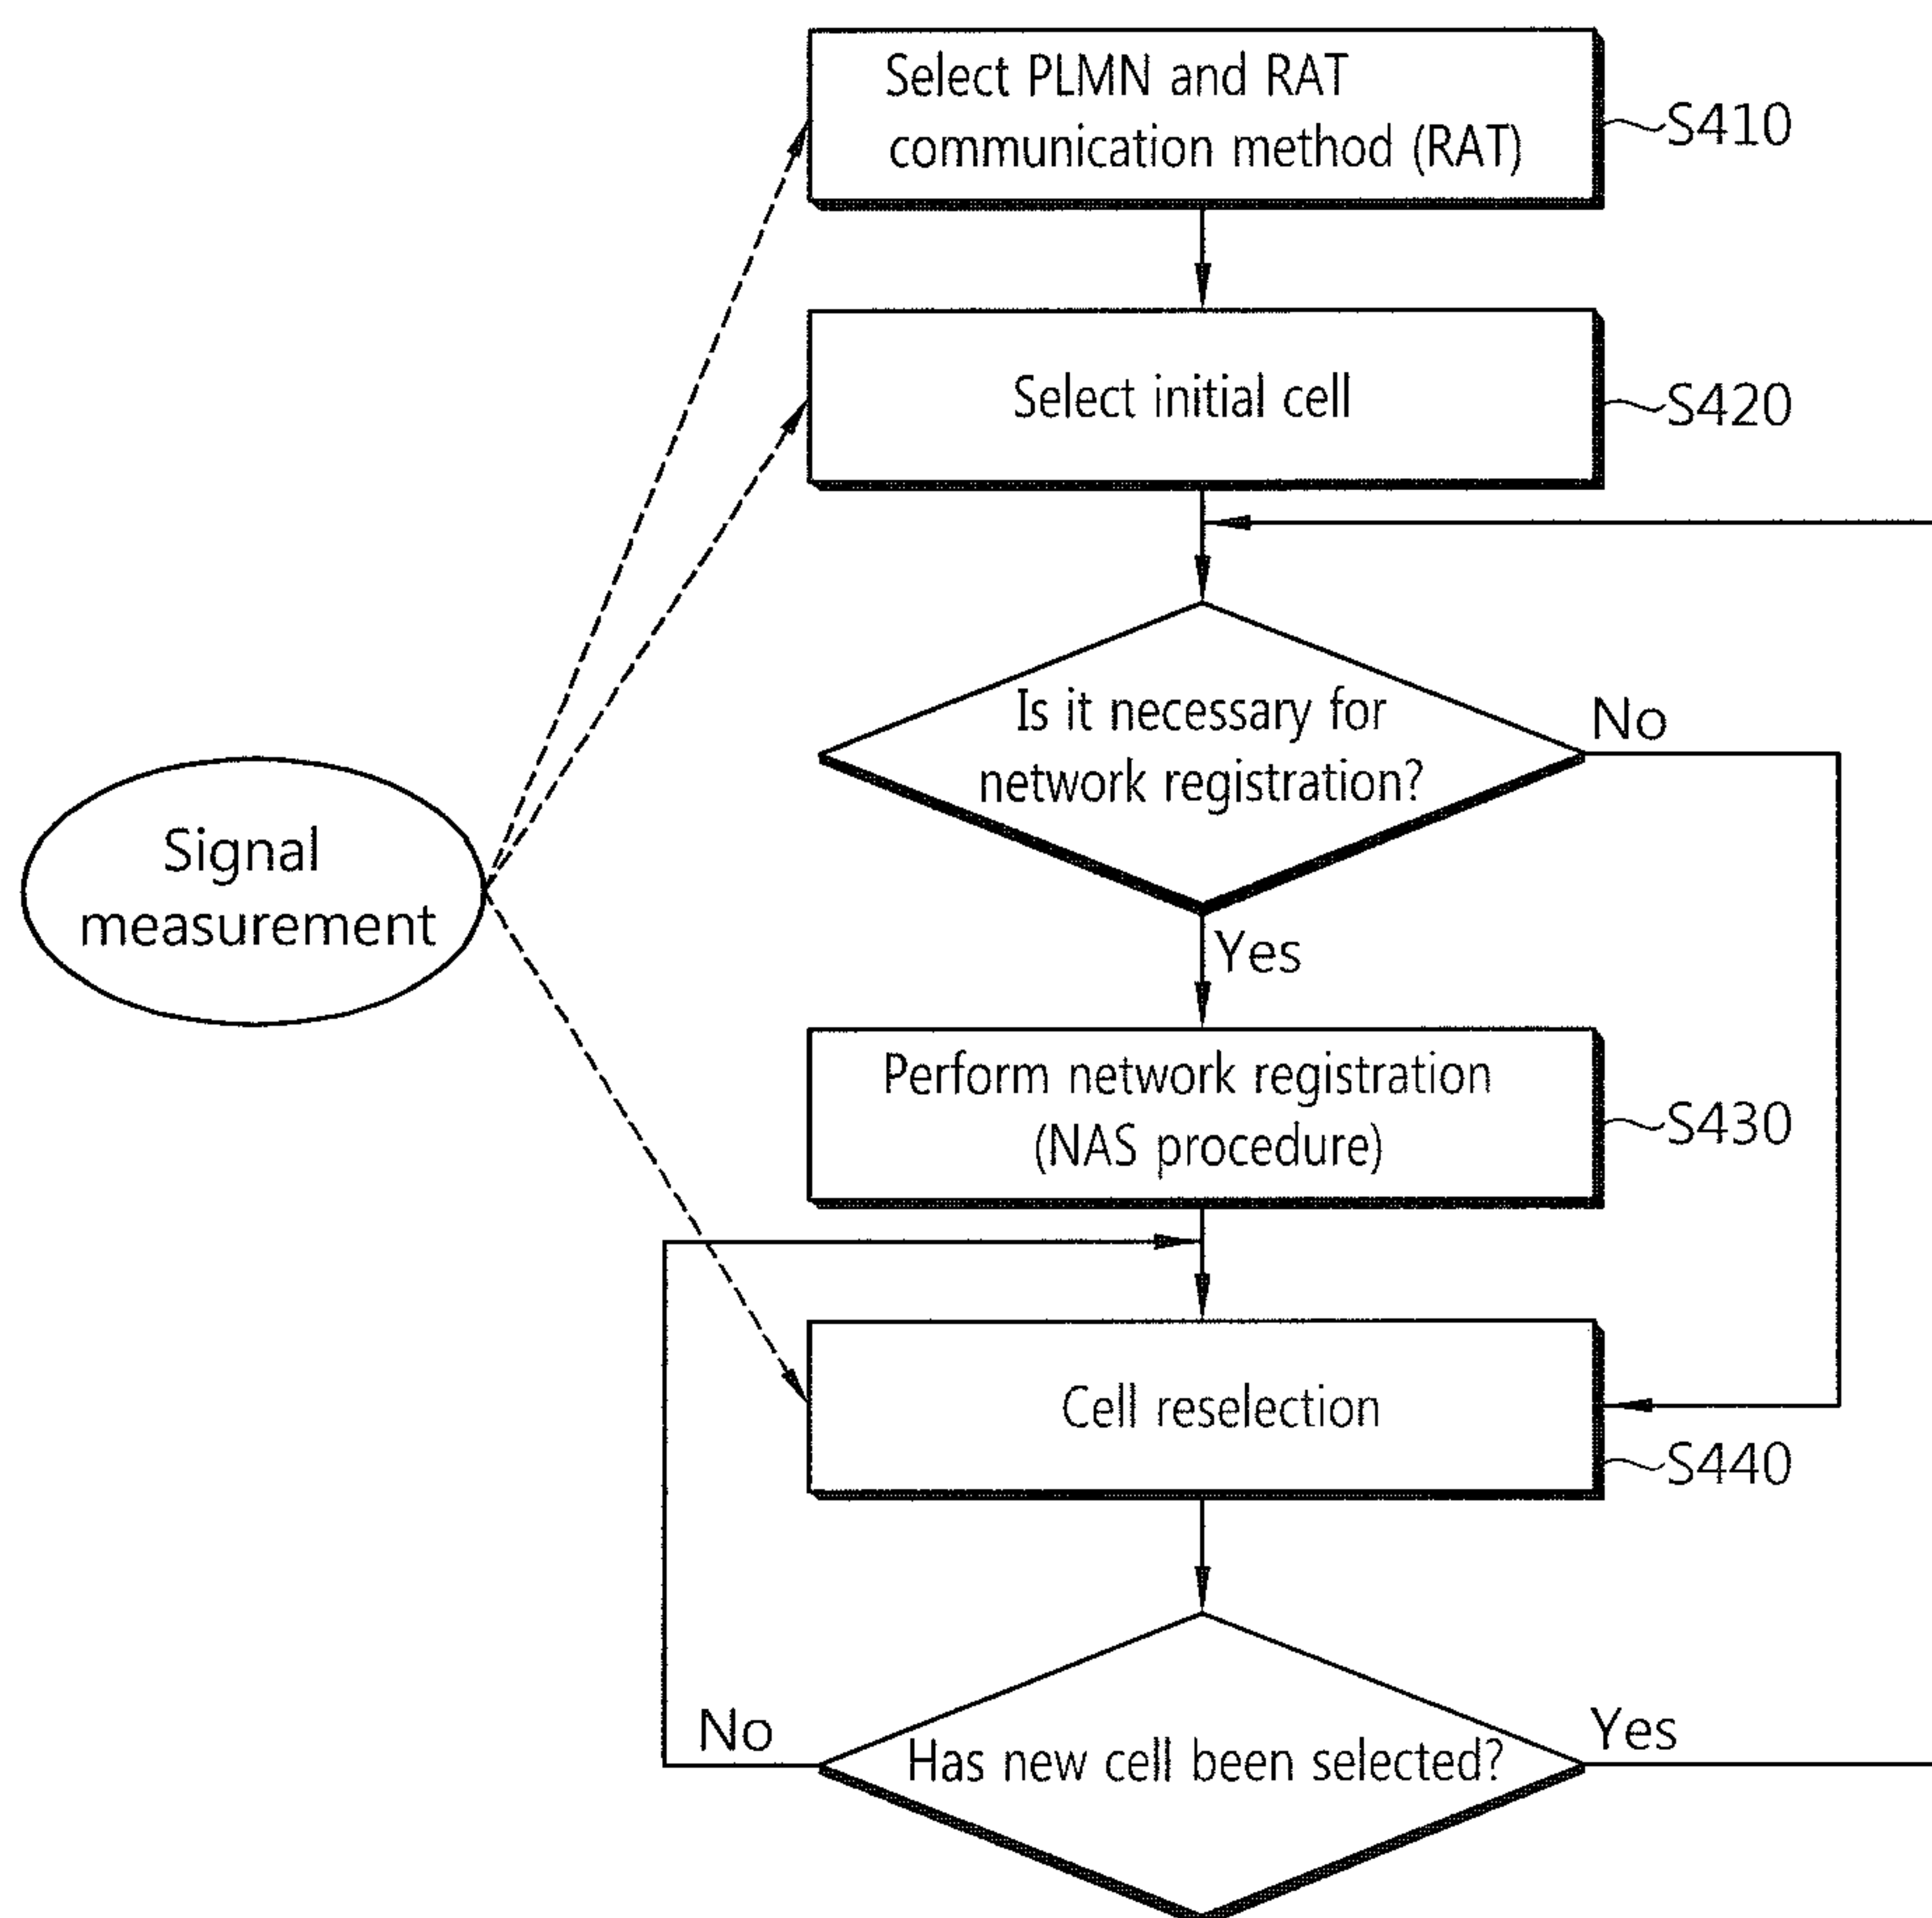 Select PLMN and RAT
communication method (RAT)
S410
Select initial cell
S420
Is it necessary for
network registration?
No
Signal
measurement
Yes
Perform network registration
(NAS procedure)
S430
Cell reselection
S440
No
Has new cell been selected?
Yes